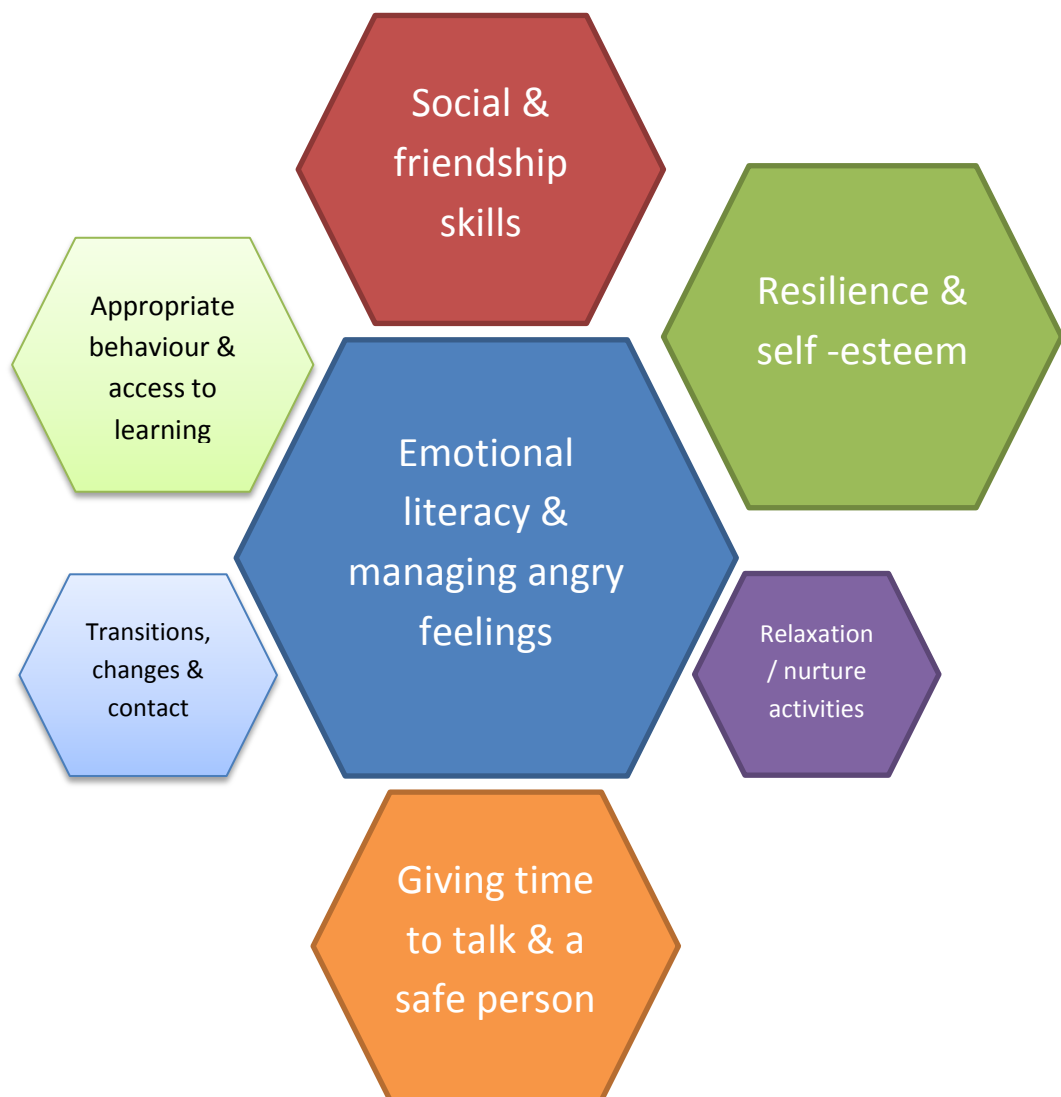 Social &
friendship
skills
Resilience &
self -esteem
Appropriate
behaviour &
access to
learning
Emotional
literacy &
managing angry
feelings
Transitions,
changes &
contact
Relaxation
/ nurture
activities
Giving time
to talk & a
safe person